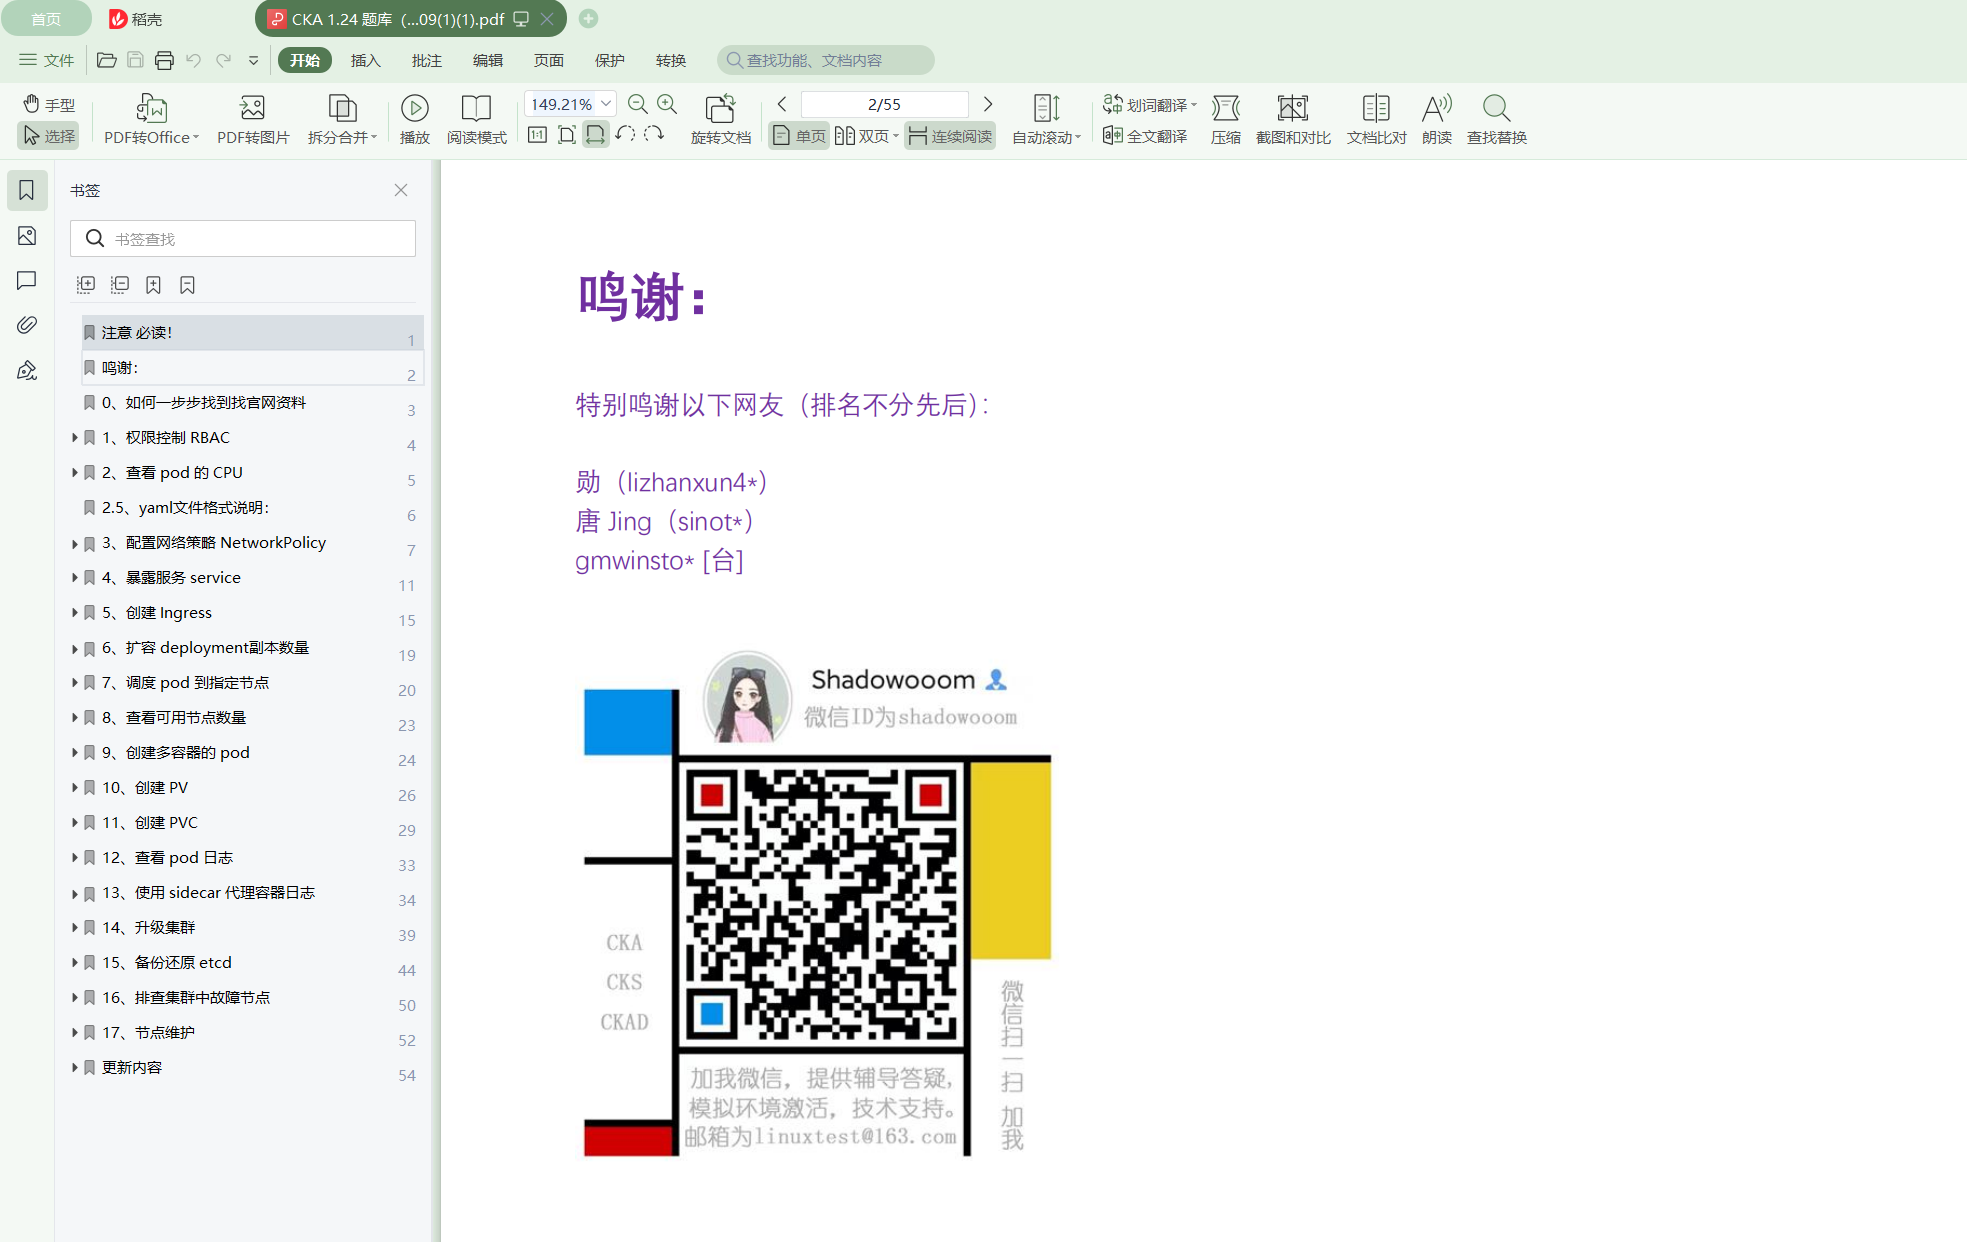 首页
稻壳
CKA 1.24 题库（...09(1)(1).pdf
文件
开始
插入
批注
编辑
页面
保护
转换
查找功能、文档内容
手型
选择
PDF转Office
PDF转图片
拆分合并
播放
阅读模式
149.21%
1:1
旋转文档
2/55
单页
双页
连续阅读
自动滚动
划词翻译
全文翻译
压缩
截图和对比
文档比对
朗读
查找替换
书签
书签查找
注意 必读！ 1
鸣谢： 2
0、如何一步步找到找官网资料 3
1、权限控制 RBAC 4
2、查看 pod 的 CPU 5
2.5、yaml文件格式说明： 6
3、配置网络策略 NetworkPolicy 7
4、暴露服务 service 11
5、创建 Ingress 15
6、扩容 deployment副本数量 19
7、调度 pod 到指定节点 20
8、查看可用节点数量 23
9、创建多容器的 pod 24
10、创建 PV 26
11、创建 PVC 29
12、查看 pod 日志 33
13、使用 sidecar 代理容器日志 34
14、升级集群 39
15、备份还原 etcd 44
16、排查集群中故障节点 50
17、节点维护 52
更新内容 54
鸣谢：
特别鸣谢以下网友（排名不分先后）：
勋（lizhanxun4*）
唐 Jing（sinot*）
gmwinsto* [台]
Shadowooom
微信ID为shadowooom
CKA
CKS
CKAD
微信扫一扫 加我
加我微信，提供辅导答疑，
模拟环境激活，技术支持。
邮箱为linuxtest@163.com